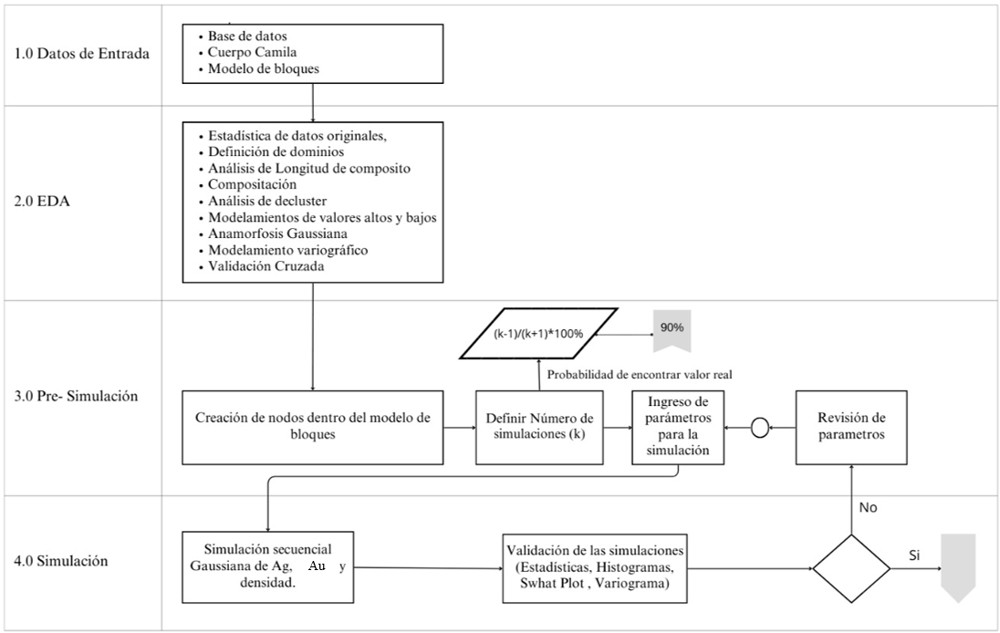 1.0 Datos de Entrada
• Base de datos
• Cuerpo Camila
• Modelo de bloques
2.0 EDA
• Estadística de datos originales,
• Definición de dominios
• Análisis de Longitud de composito
• Compositación
• Análisis de decluster
• Modelamientos de valores altos y bajos
• Anamorfosis Gaussiana
• Modelamiento variográfico
• Validación Cruzada
3.0 Pre- Simulación
(k-1)/(k+1)*100%
90%
Probabilidad de encontrar valor real
Creación de nodos dentro del modelo de
bloques
Definir Número de
simulaciones (k)
Ingreso de
parámetros
para la
simulación
Revisión de
parametros
No
4.0 Simulación
Simulación secuencial
Gaussiana de Ag, Au y
densidad.
Validación de las simulaciones
(Estadísticas, Histogramas,
Swhat Plot , Variograma)
Si